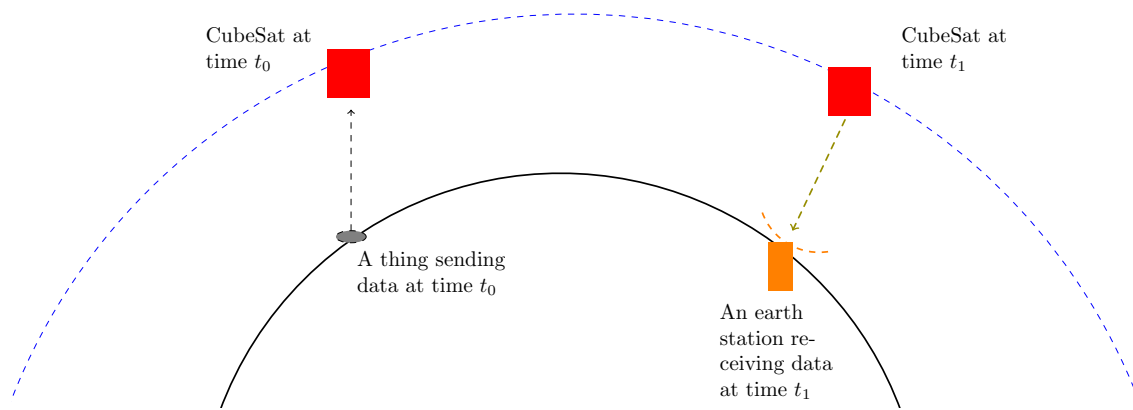 CubeSat at
time t₀
CubeSat at
time t₁
A thing sending
data at time t₀
An earth
station re-
ceiving data
at time t₁